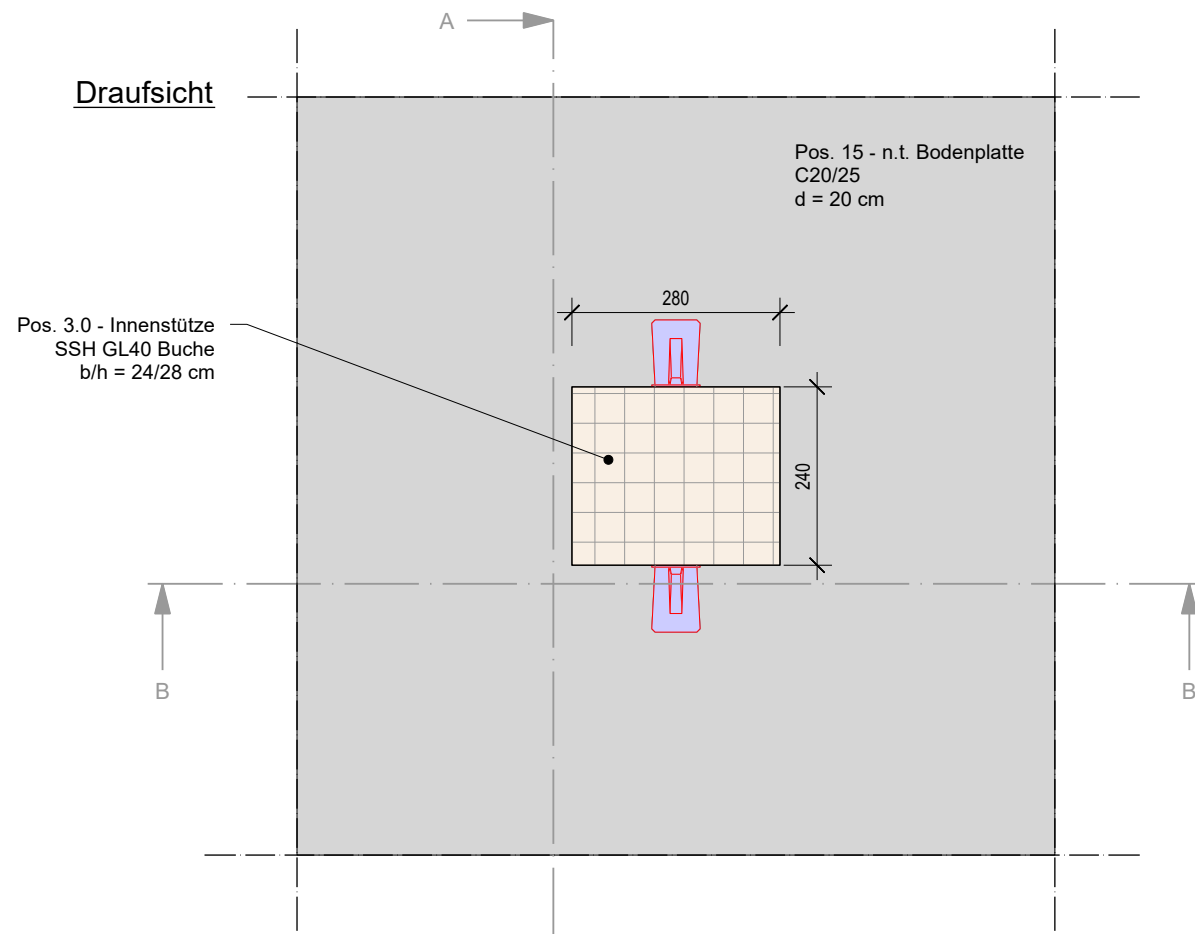 A
Draufsicht
Pos. 15 - n.t. Bodenplatte
C20/25
d = 20 cm
280
Pos. 3.0 - Innenstütze
SSH GL40 Buche
b/h = 24/28 cm
240
B
B